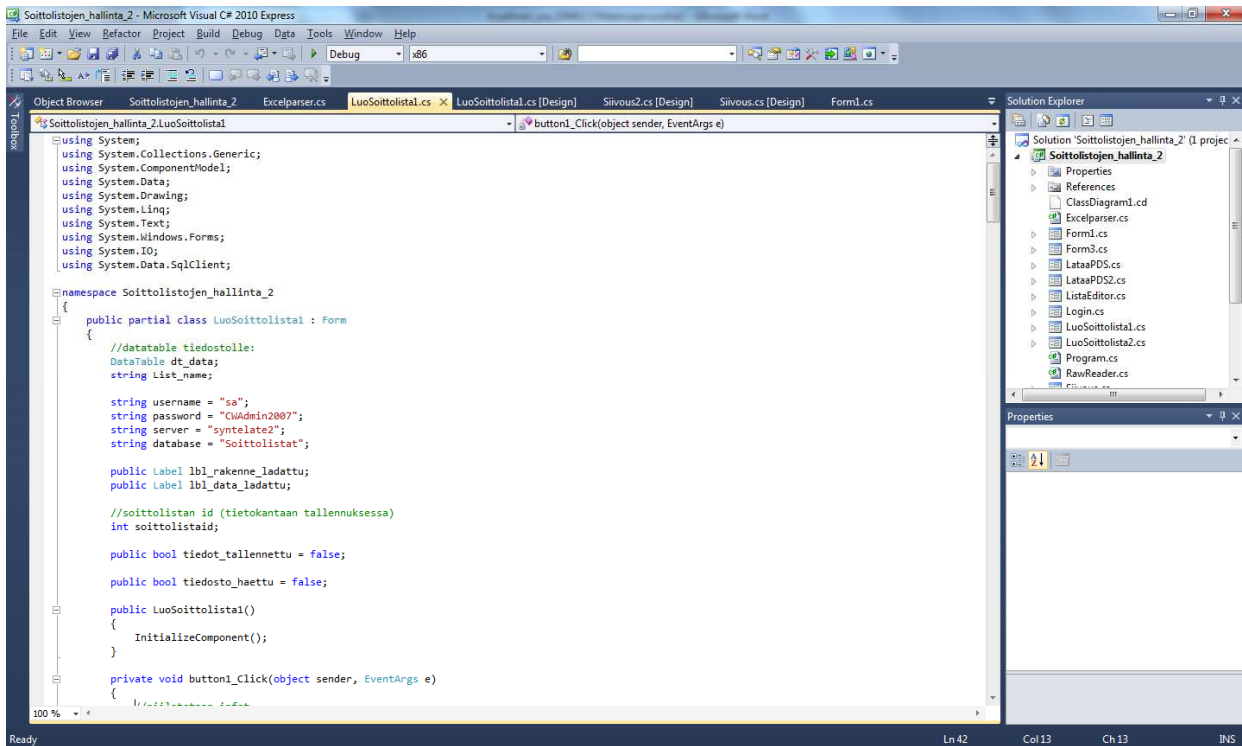 Soittolistojen_hallinta_2 - Microsoft Visual C# 2010 Express
File Edit View Refactor Project Build Debug Data Tools Window Help
Debug x86
Object Browser Soittolistojen_hallinta_2 Excelparser.cs LuoSoittolista1.cs LuoSoittolista1.cs [Design] Siivous2.cs [Design] Siivous.cs [Design] Form1.cs
Toolbox
Soittolistojen_hallinta_2.LuoSoittolista1 button1_Click(object sender, EventArgs e)
using System;
using System.Collections.Generic;
using System.ComponentModel;
using System.Data;
using System.Drawing;
using System.Linq;
using System.Text;
using System.Windows.Forms;
using System.IO;
using System.Data.SqlClient;
namespace Soittolistojen_hallinta_2
{
public partial class LuoSoittolista1 : Form
{
//datatable tiedostolle:
DataTable dt_data;
string List_name;
string username = "sa";
string password = "CWAdmin2007";
string server = "syntelate2";
string database = "Soittolistat";
public Label lbl_rakenne_ladattu;
public Label lbl_data_ladattu;
//soittolistan id (tietokantaan tallennuksessa)
int soittolistaid;
public bool tiedot_tallennettu = false;
public bool tiedosto_haettu = false;
public LuoSoittolista1()
{
InitializeComponent();
}
private void button1_Click(object sender, EventArgs e)
{
100 %
Solution Explorer
Solution 'Soittolistojen_hallinta_2' (1 projec
Soittolistojen_hallinta_2
Properties
References
ClassDiagram1.cd
Excelparser.cs
Form1.cs
Form3.cs
LataaPDS.cs
LataaPDS2.cs
ListaEditor.cs
Login.cs
LuoSoittolista1.cs
LuoSoittolista2.cs
Program.cs
RawReader.cs
Properties
Ready Ln 42 Col 13 Ch 13 INS